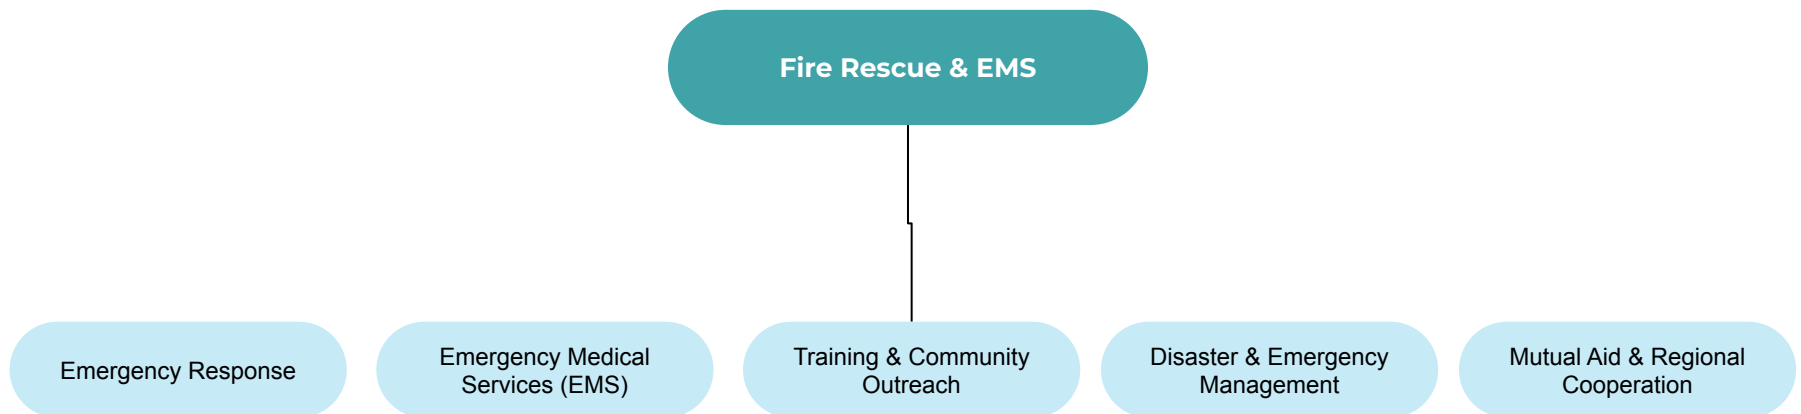 Fire Rescue & EMS
Emergency Response
Emergency Medical
Services (EMS)
Training & Community
Outreach
Disaster & Emergency
Management
Mutual Aid & Regional
Cooperation